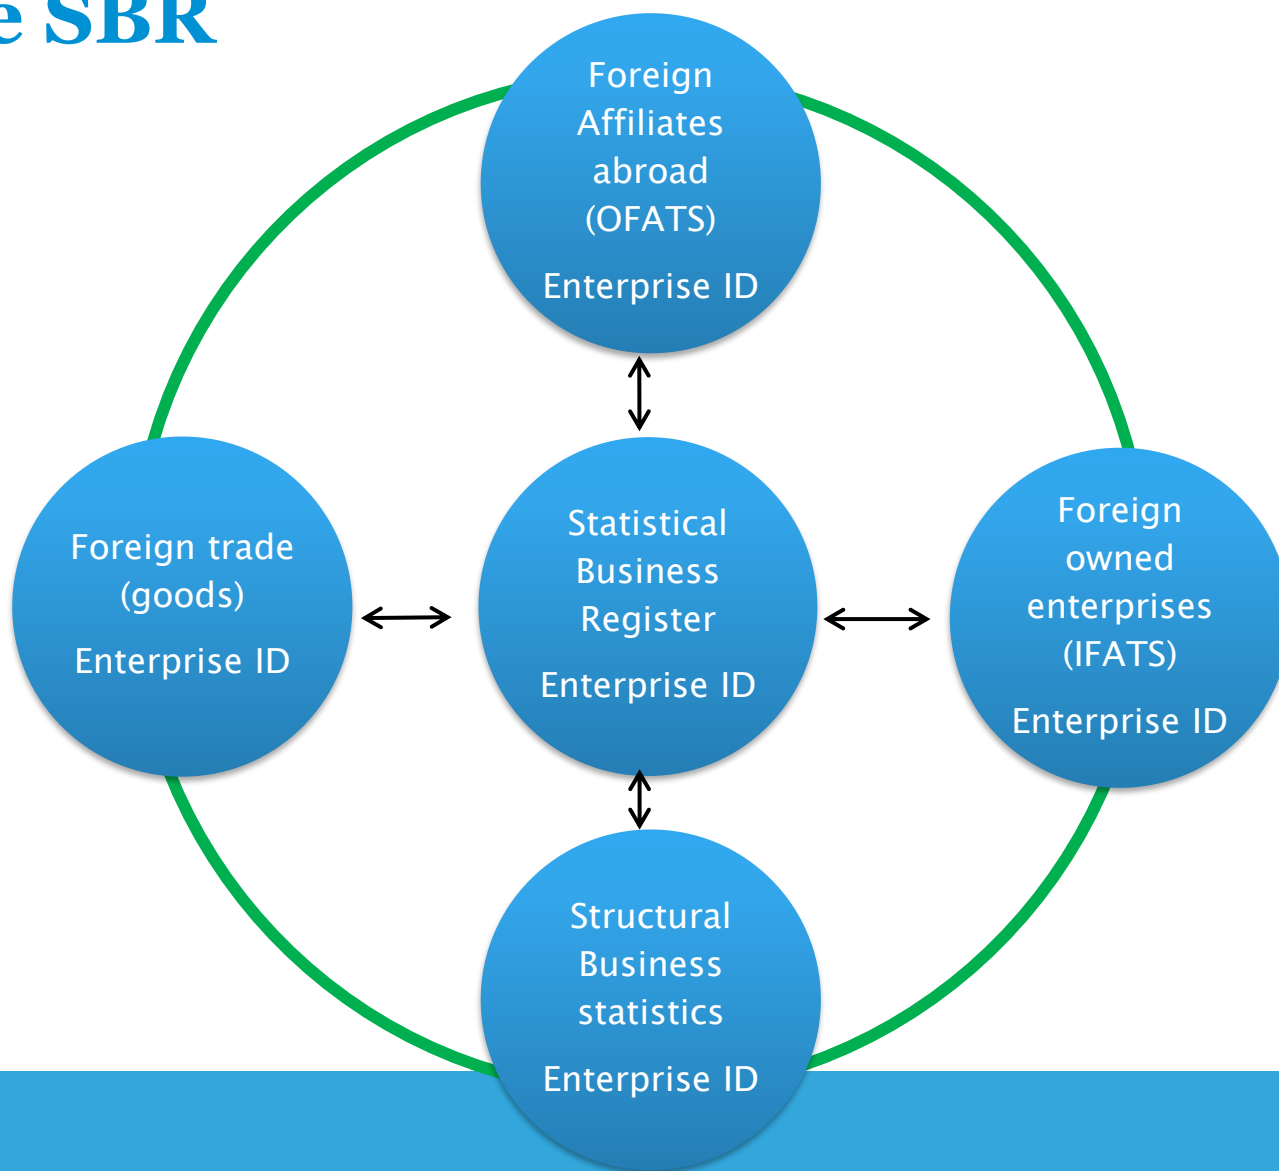 e SBR
Foreign
Affiliates
abroad
(OFATS)
Enterprise ID
Foreign trade
(goods)
Enterprise ID
Statistical
Business
Register
Enterprise ID
Foreign
owned
enterprises
(IFATS)
Enterprise ID
Structural
Business
statistics
Enterprise ID